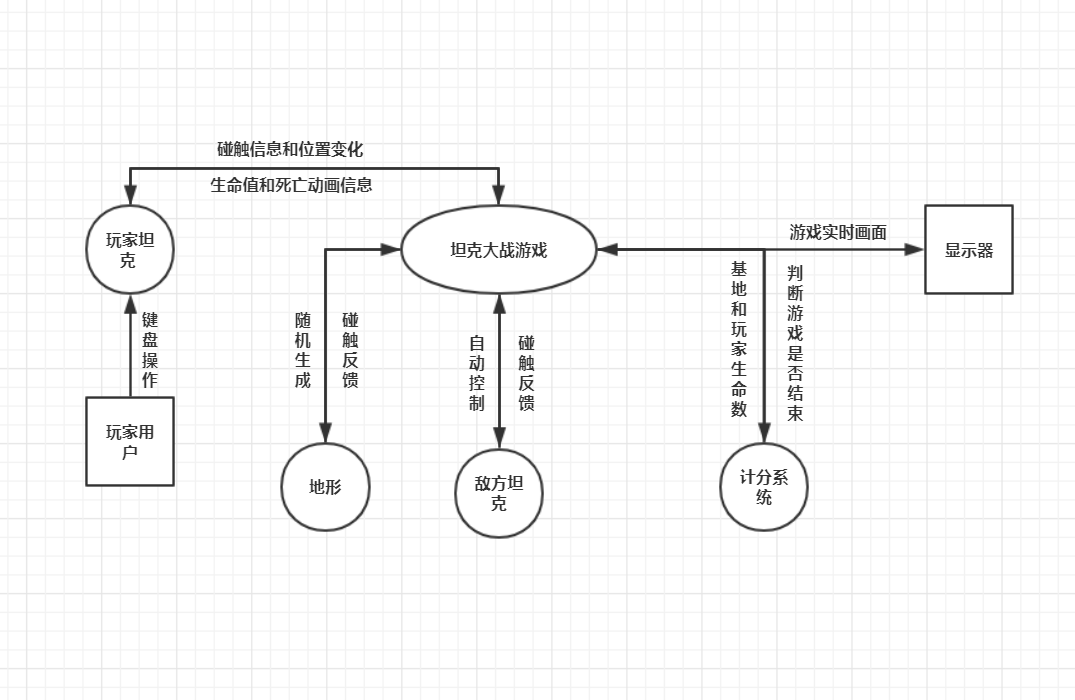 碰触信息和位置变化
生命值和死亡动画信息
玩家坦
克
坦克大战游戏
游戏实时画面
显示器
键盘操作
随机生成
碰触反馈
自动控制
碰触反馈
基地和玩家生命数
判断游戏是否结束
玩家用
户
地形
敌方坦
克
计分系
统